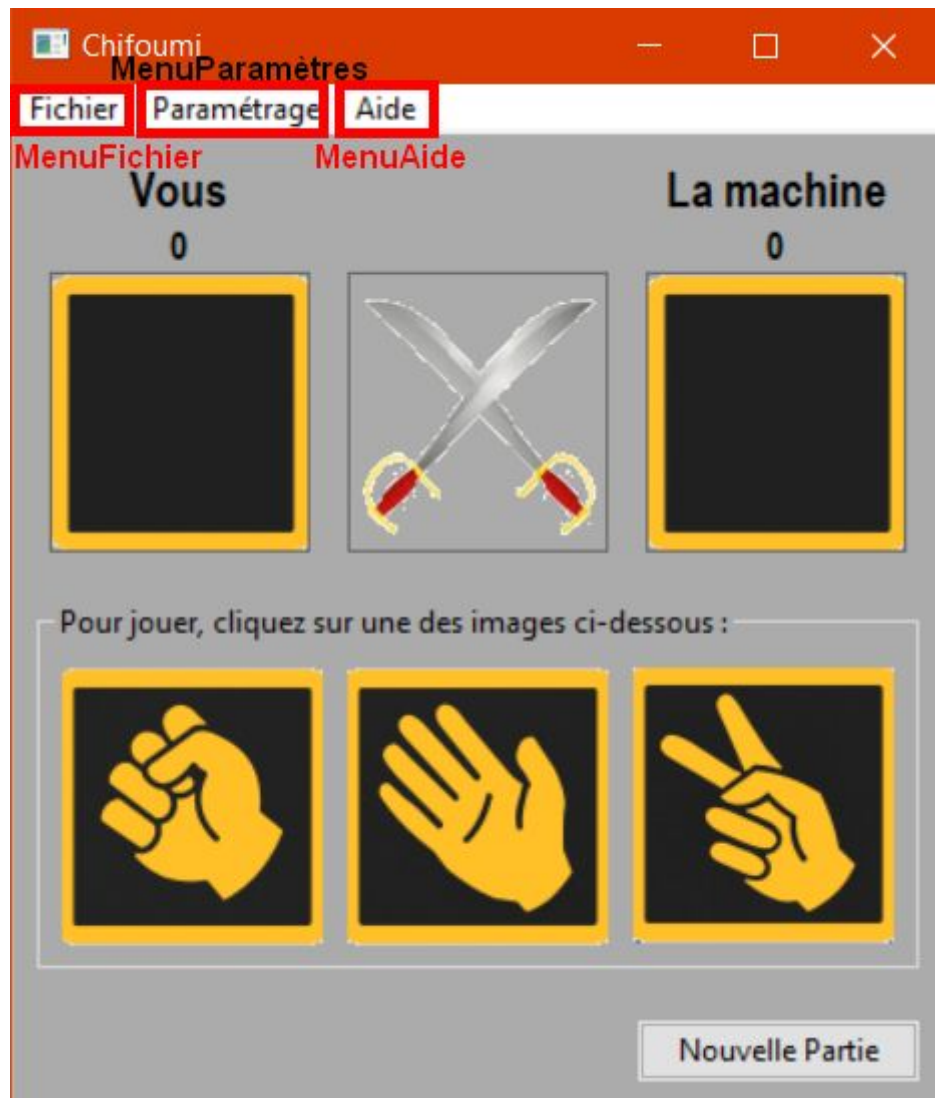 Chifoumi
MenuParamètres
Fichier Paramétrage Aide
MenuFichier MenuAide
Vous La machine
0 0
Pour jouer, cliquez sur une des images ci-dessous :
Nouvelle Partie